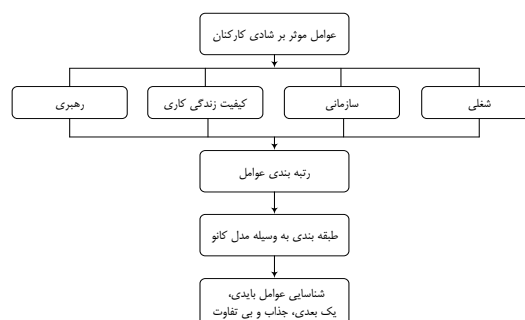 عوامل موثر بر شادی کارکنان
شغلی
سازمانی
کیفیت زندگی کاری
رهبری
رتبه بندی عوامل
طبقه بندی به وسیله مدل کانو
شناسایی عوامل بایدی،
یک بعدی، جذاب و بی تفاوت